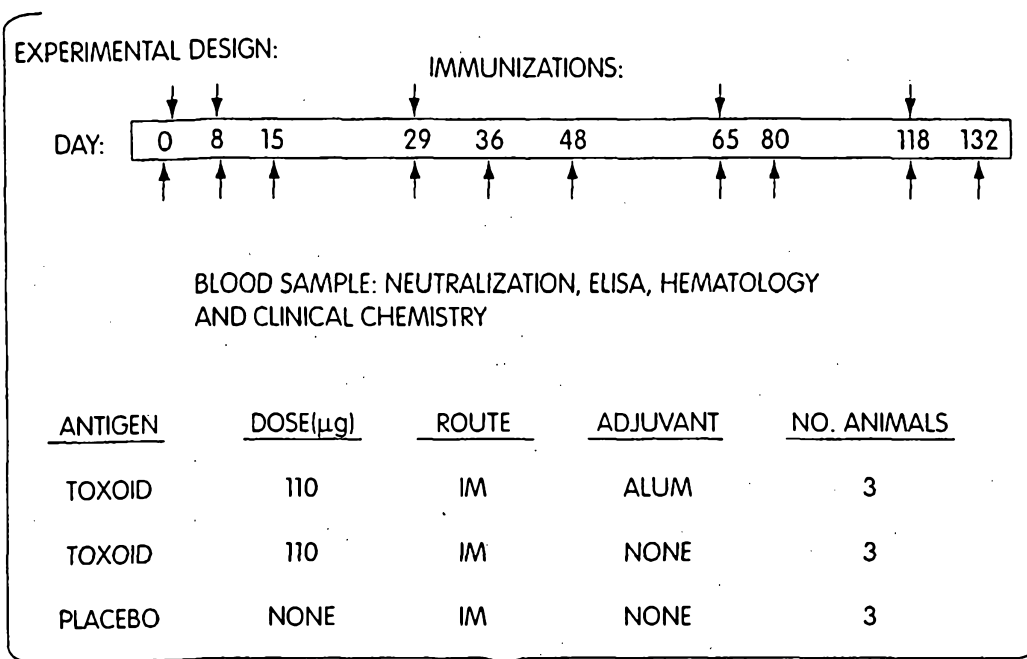 EXPERIMENTAL DESIGN:
IMMUNIZATIONS:
DAY: 0 8 15 29 36 48 65 80 118 132
BLOOD SAMPLE: NEUTRALIZATION, ELISA, HEMATOLOGY
AND CLINICAL CHEMISTRY
ANTIGEN DOSE(µg) ROUTE ADJUVANT NO. ANIMALS
TOXOID 110 IM ALUM 3
TOXOID 110 IM NONE 3
PLACEBO NONE IM NONE 3